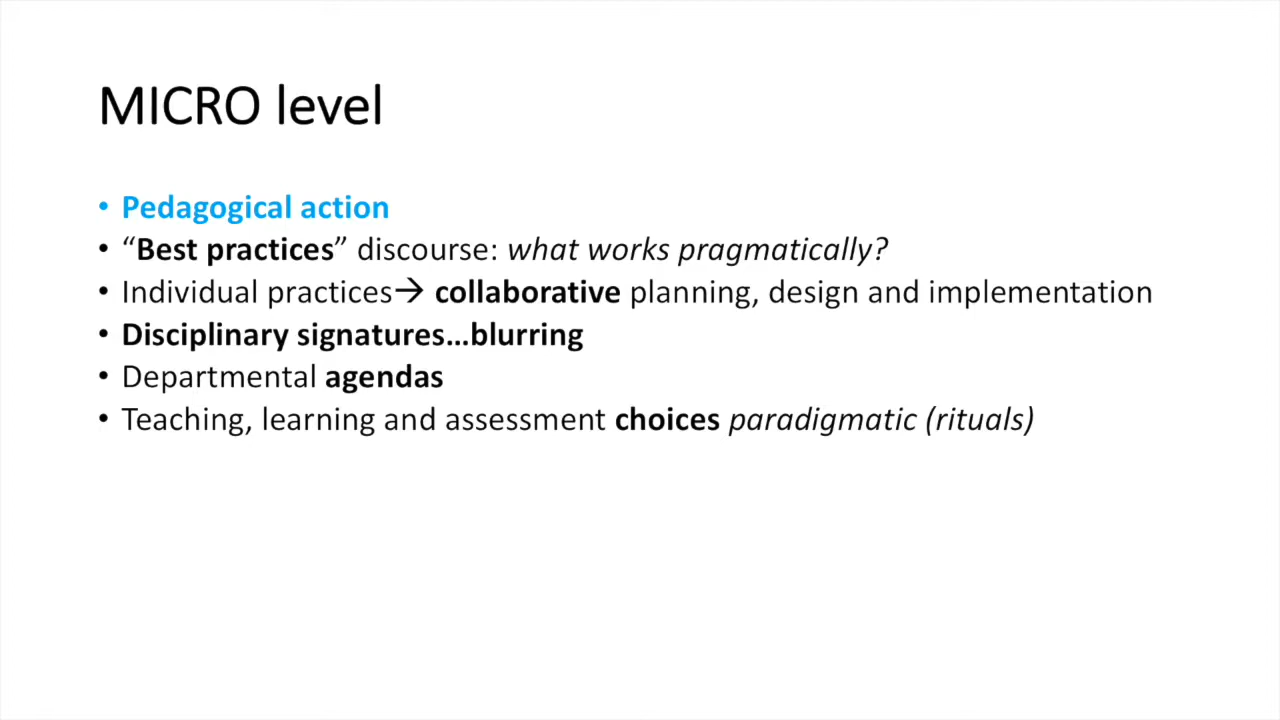 MICRO level
• Pedagogical action
• “Best practices” discourse: what works pragmatically?
• Individual practices→ collaborative planning, design and implementation
• Disciplinary signatures…blurring
• Departmental agendas
• Teaching, learning and assessment choices paradigmatic (rituals)